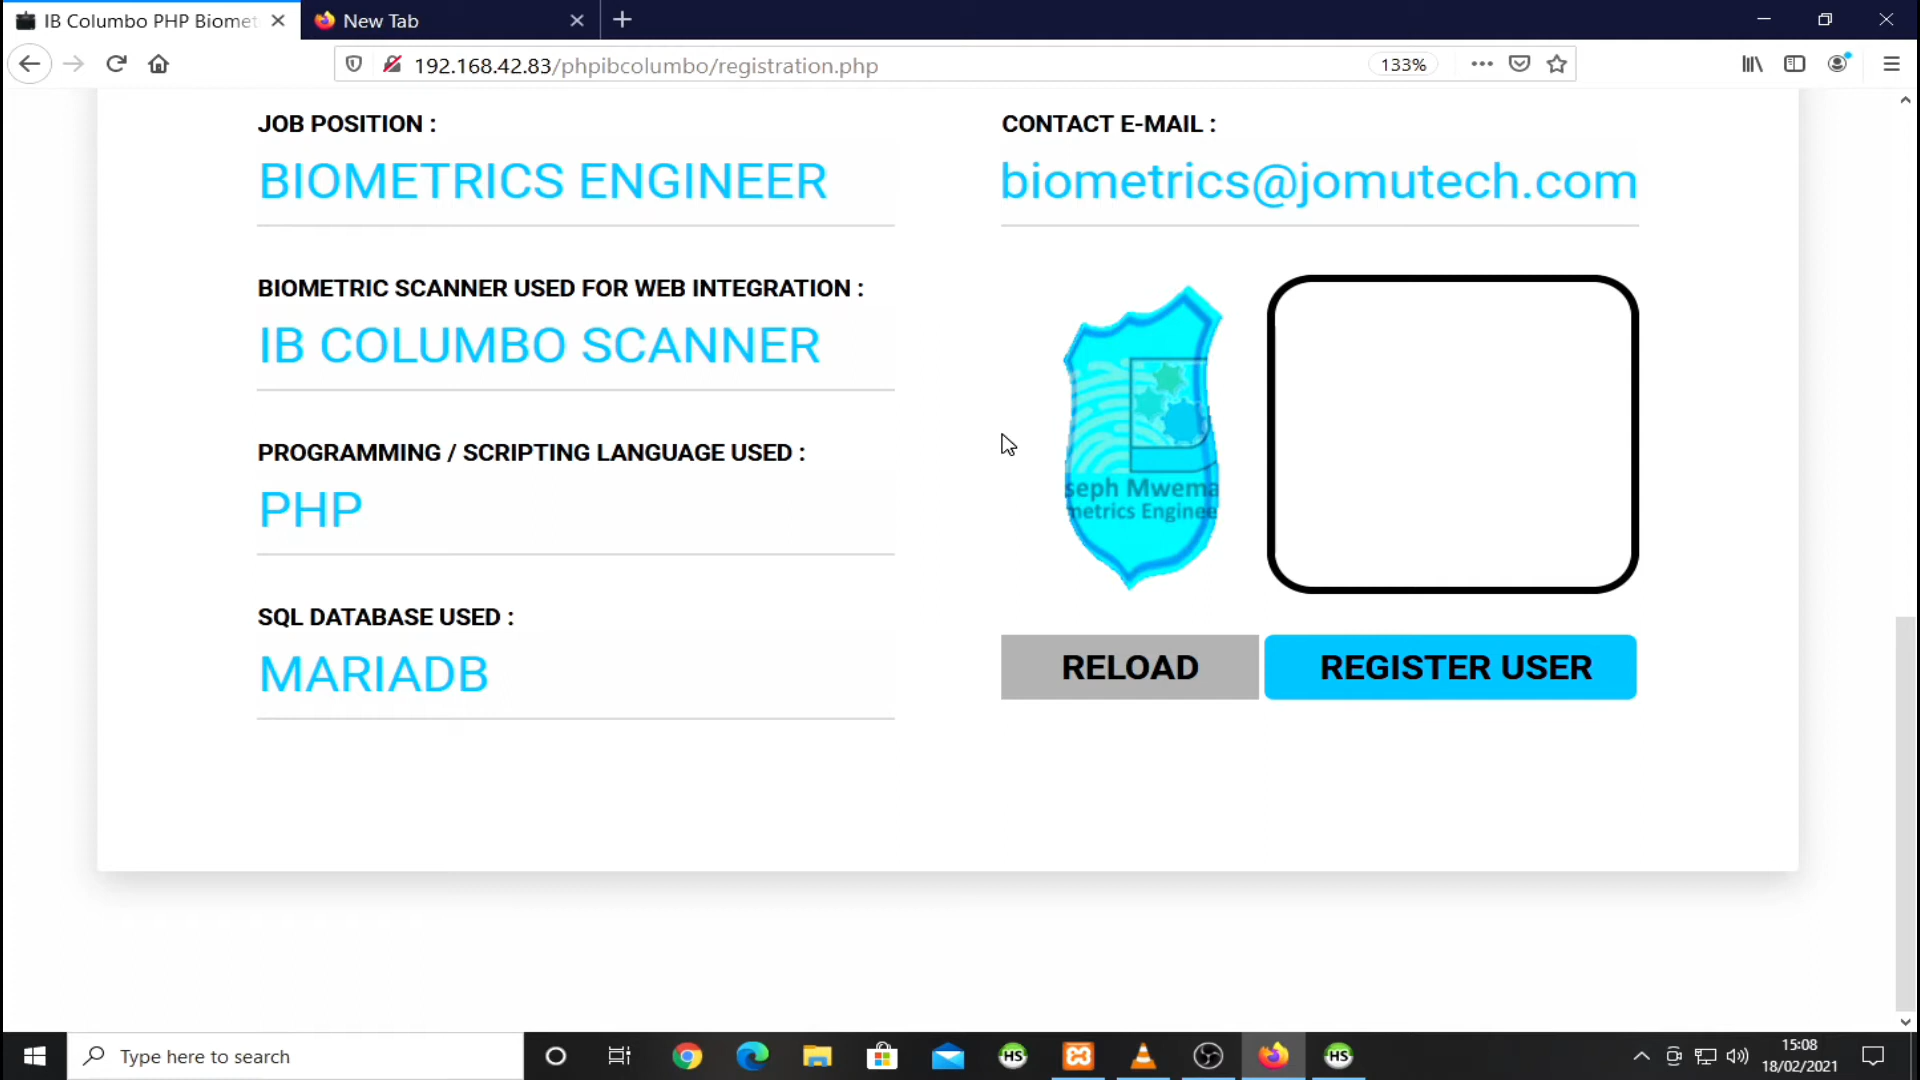 IB Columbo PHP Biomet
New Tab
192.168.42.83/phpibcolumbo/registration.php
133%
JOB POSITION :
BIOMETRICS ENGINEER
CONTACT E-MAIL :
biometrics@jomutech.com
BIOMETRIC SCANNER USED FOR WEB INTEGRATION :
IB COLUMBO SCANNER
PROGRAMMING / SCRIPTING LANGUAGE USED :
PHP
seph Mwema
metrics Enginee
SQL DATABASE USED :
MARIADB
RELOAD
REGISTER USER
Type here to search
HS
HS
15:08
18/02/2021